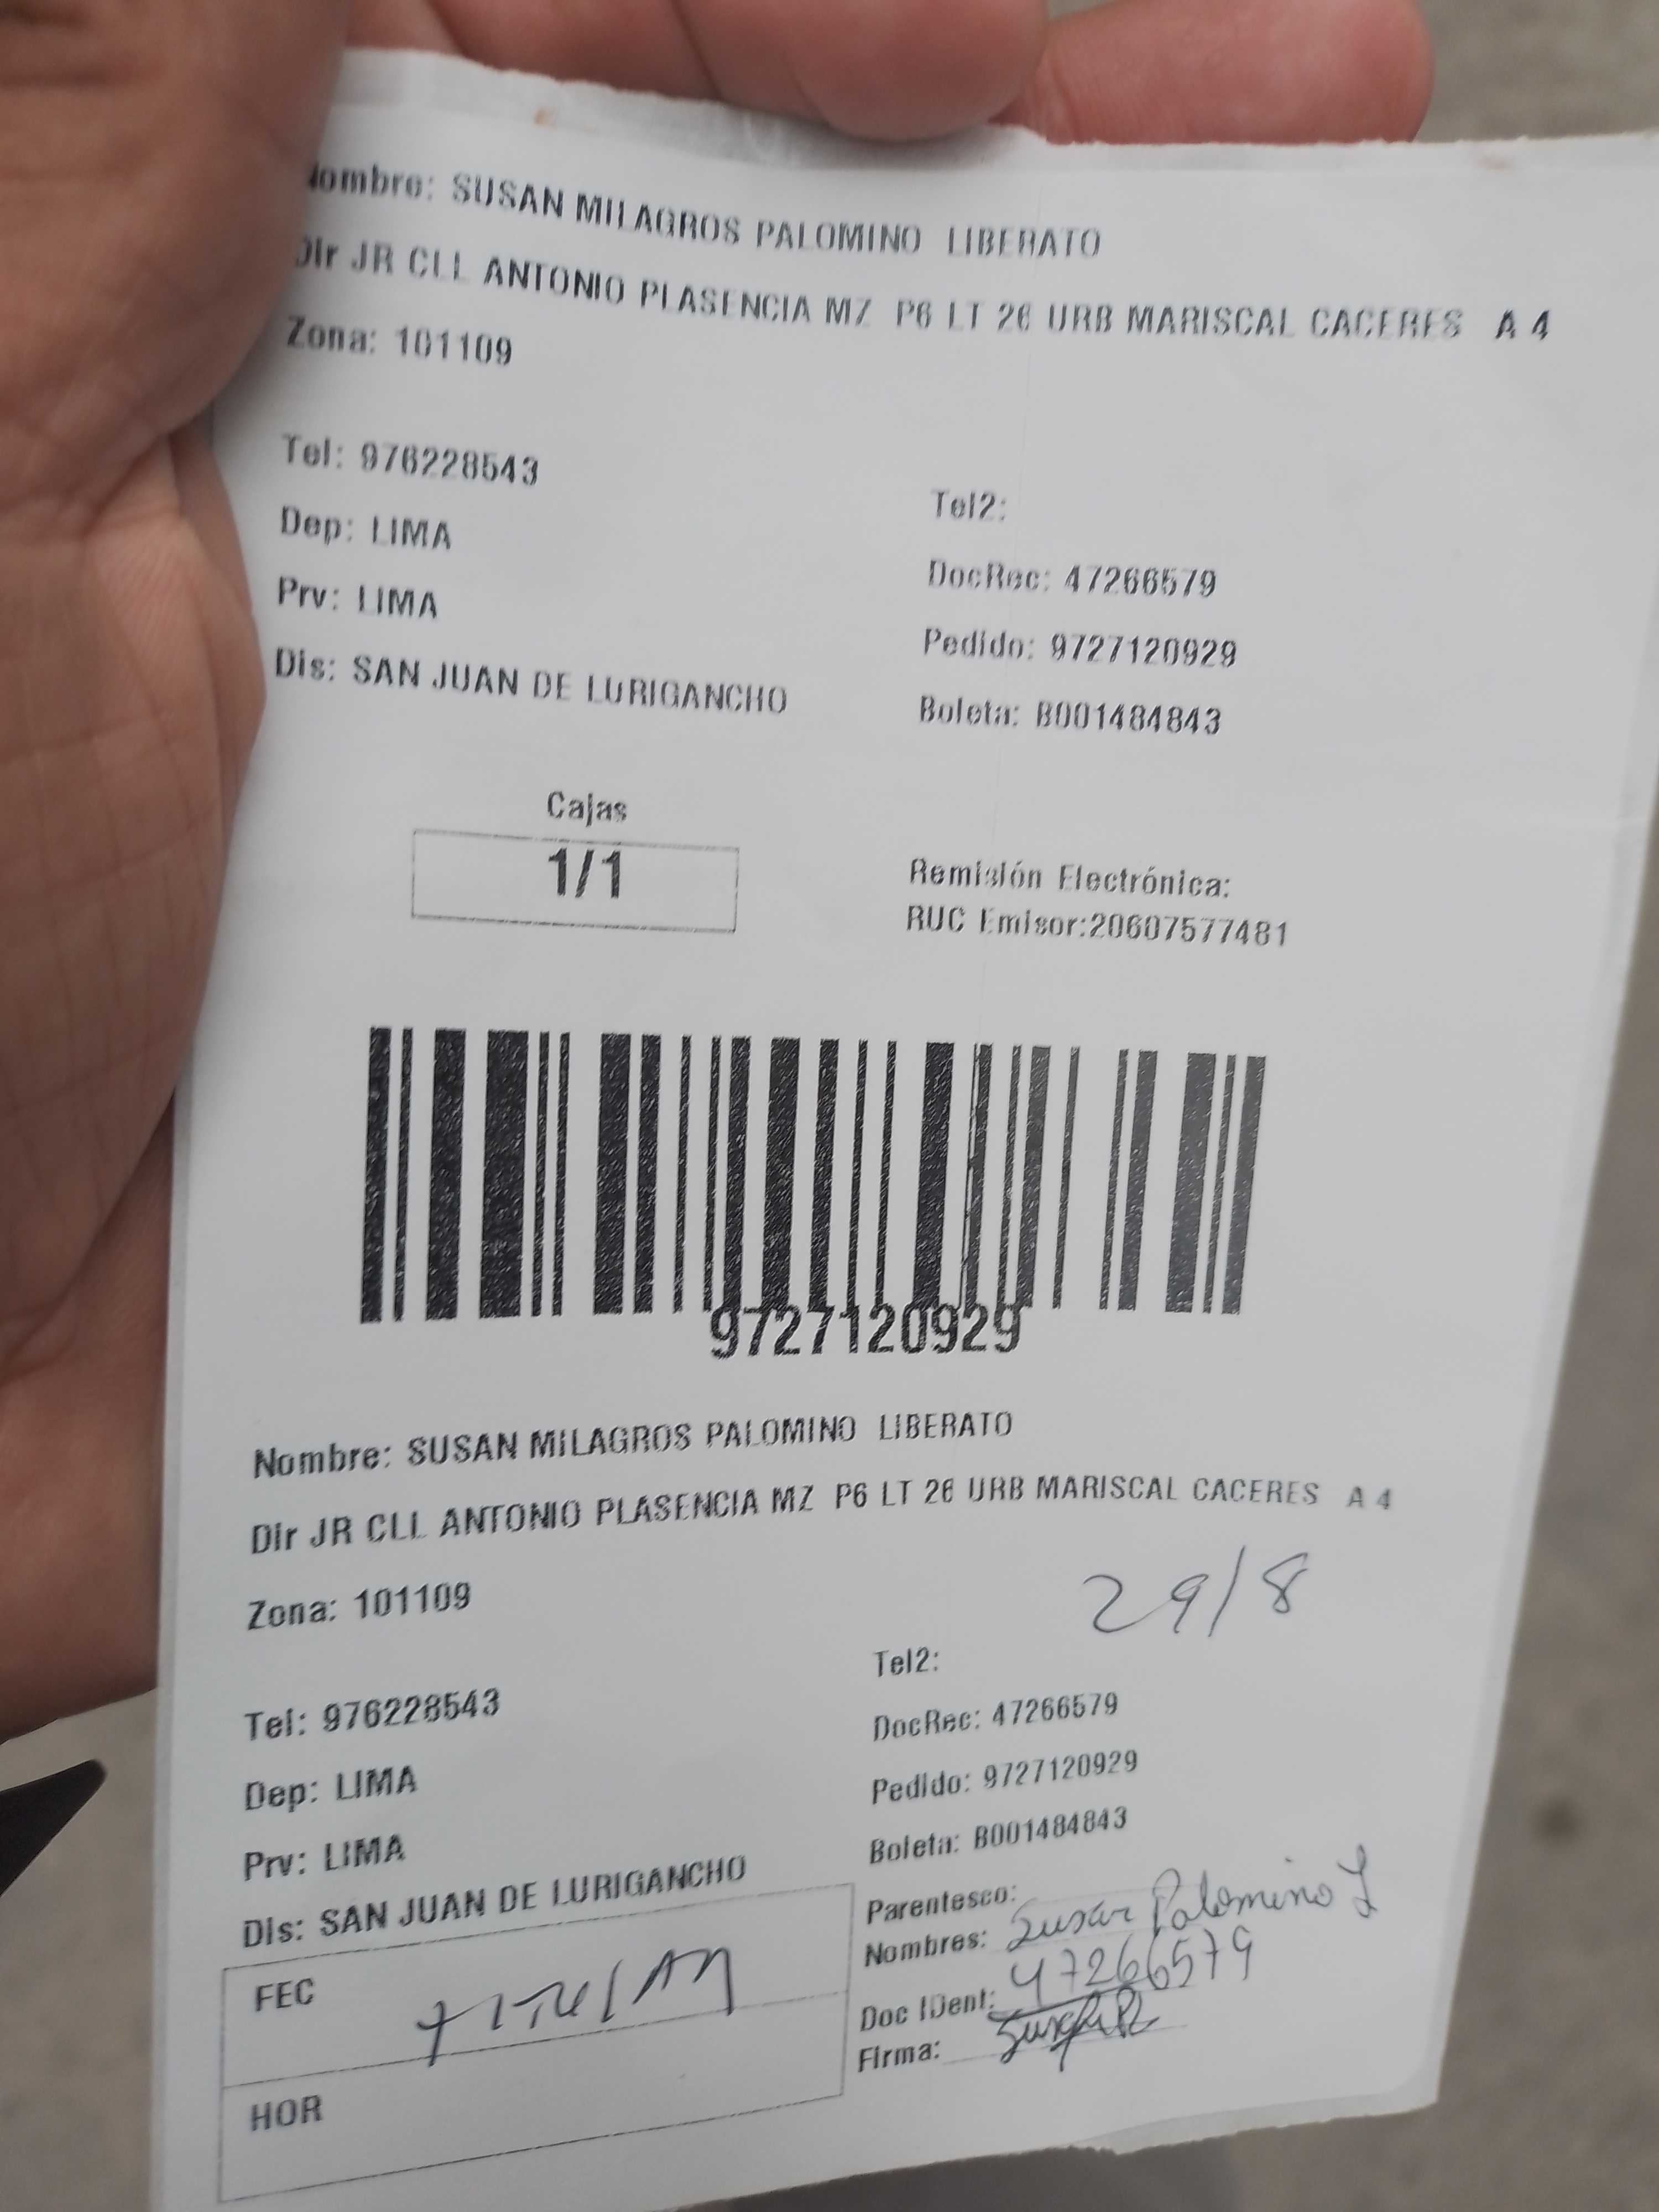 Nombre: SUSAN MILAGROS PALOMINO LIBERATO
Dir JR CLL ANTONIO PLASENCIA MZ P6 LT 26 URB MARISCAL CACERES A 4
Zona: 101109
Tel: 976228543
Tel2:
Dep: LIMA
DocRec: 47266579
Prv: LIMA
Pedido: 9727120929
Dis: SAN JUAN DE LURIGANCHO
Boleta: B001484843
Cajas
1/1
Remisión Electrónica:
RUC Emisor:20607577481
9727120929
Nombre: SUSAN MILAGROS PALOMINO LIBERATO
Dir JR CLL ANTONIO PLASENCIA MZ P6 LT 26 URB MARISCAL CACERES A 4
Zona: 101109
29/8
Tel2:
Tel: 976228543
DocRec: 47266579
Dep: LIMA
Pedido: 9727120929
Prv: LIMA
Boleta: B001484843
Dis: SAN JUAN DE LURIGANCHO
Parentesco:
Nombres: Susan Palomino L
FEC
Doc IDent: 47266579
Firma:
HOR